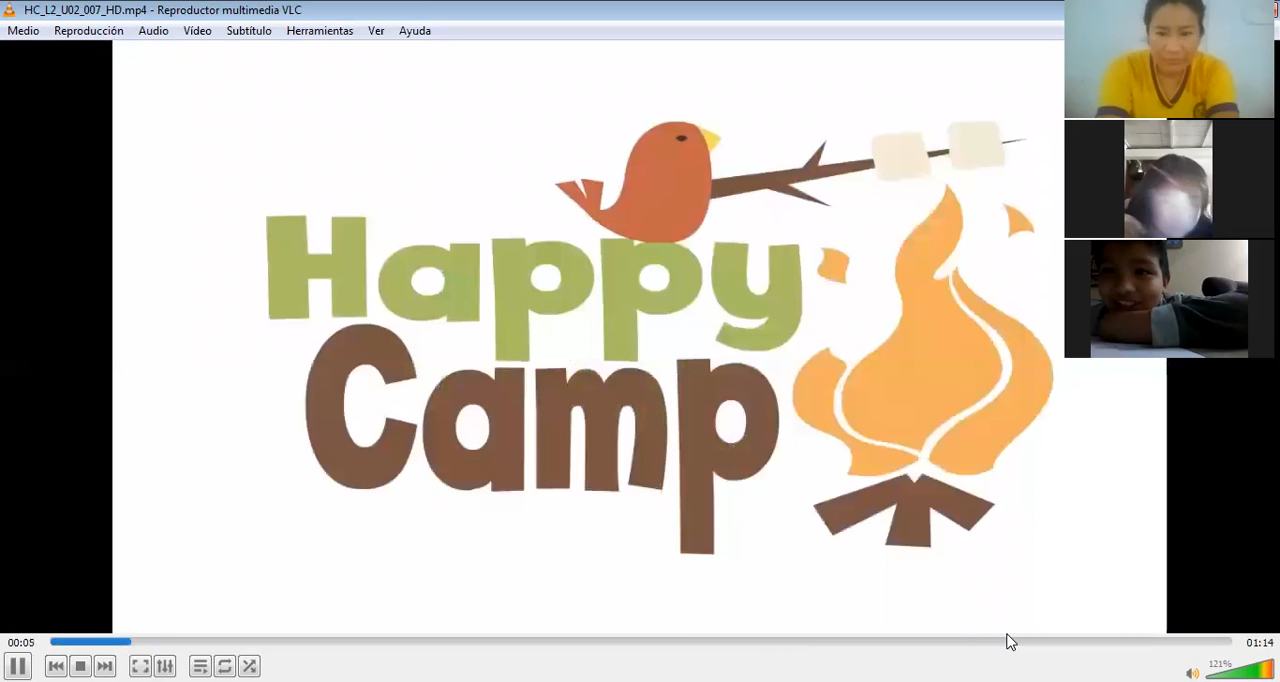 HC_L2_U02_007_HD.mp4 - Reproductor multimedia VLC
Medio Reproducción Audio Vídeo Subtítulo Herramientas Ver Ayuda
Happy
Camp
00:05 01:14
121%